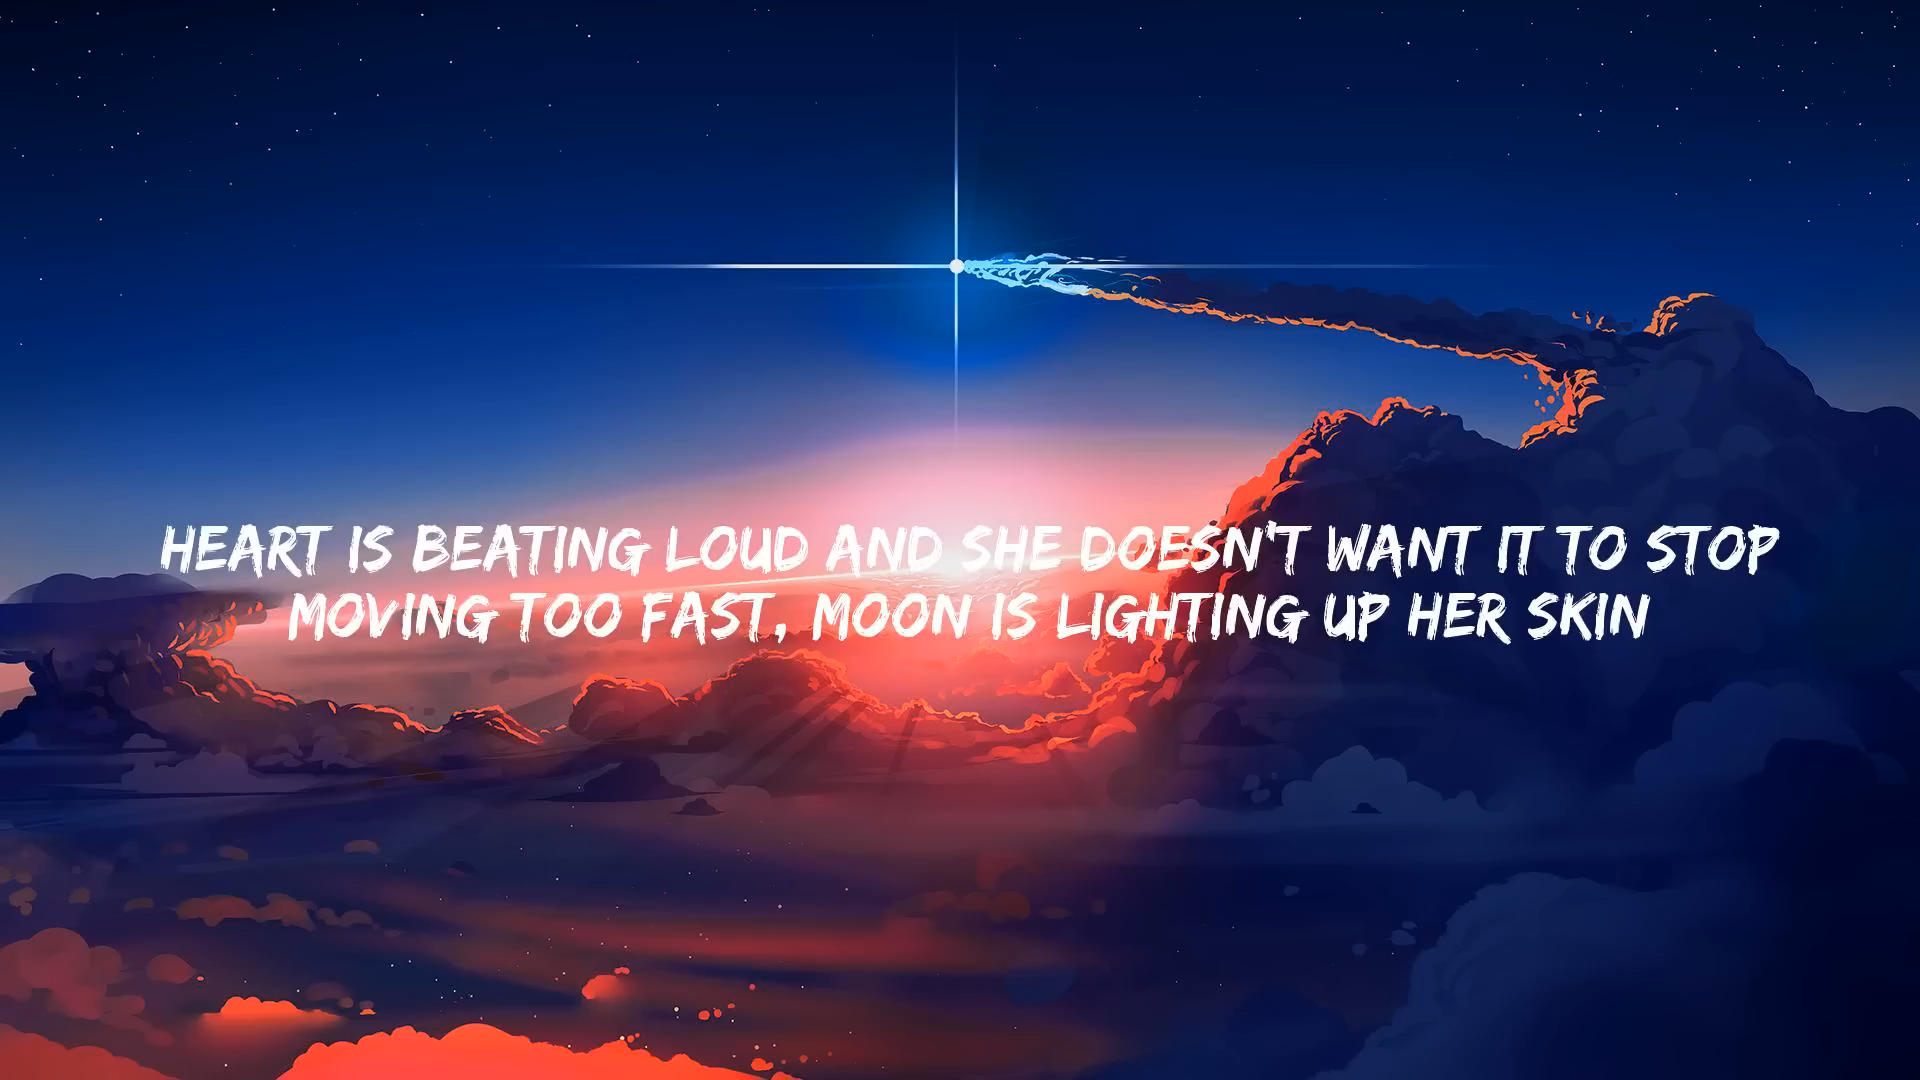 HEART IS BEATING LOUD AND SHE DOESN'T WANT IT TO STOP
MOVING TOO FAST, MOON IS LIGHTING UP HER SKIN